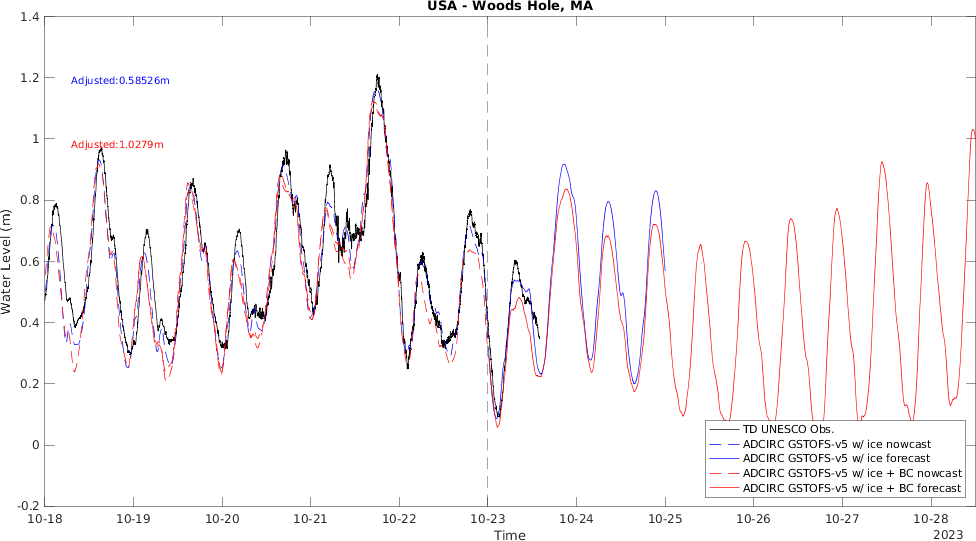 USA - Woods Hole, MA
1.4
1.2
1
0.8
0.6
0.4
0.2
0
-0.2
Water Level (m)
Adjusted:0.58526m
Adjusted:1.0279m
TD UNESCO Obs.
ADCIRC GSTOFS-v5 w/ ice nowcast
ADCIRC GSTOFS-v5 w/ ice forecast
ADCIRC GSTOFS-v5 w/ ice + BC nowcast
ADCIRC GSTOFS-v5 w/ ice + BC forecast
10-18 10-19 10-20 10-21 10-22 10-23 10-24 10-25 10-26 10-27 10-28
Time
2023